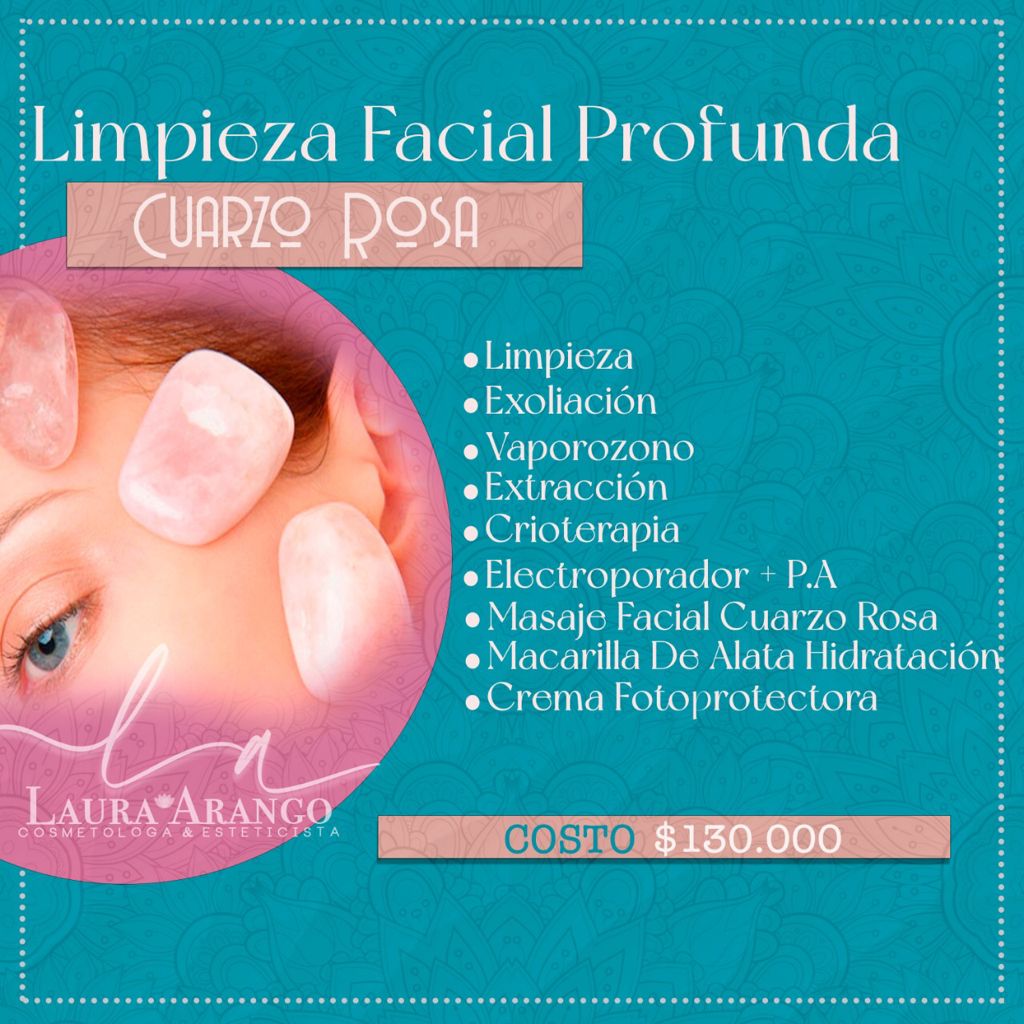 Limpieza Facial Profunda
Cuarzo Rosa
•Limpieza
•Exoliación
•Vaporozono
•Extracción
•Crioterapia
•Electroporador + P.A
•Masaje Facial Cuarzo Rosa
•Macarilla De Alata Hidratación
•Crema Fotoprotectora
la
Laura Arango
COSMETOLOGA & ESTETICISTA
COSTO $130.000